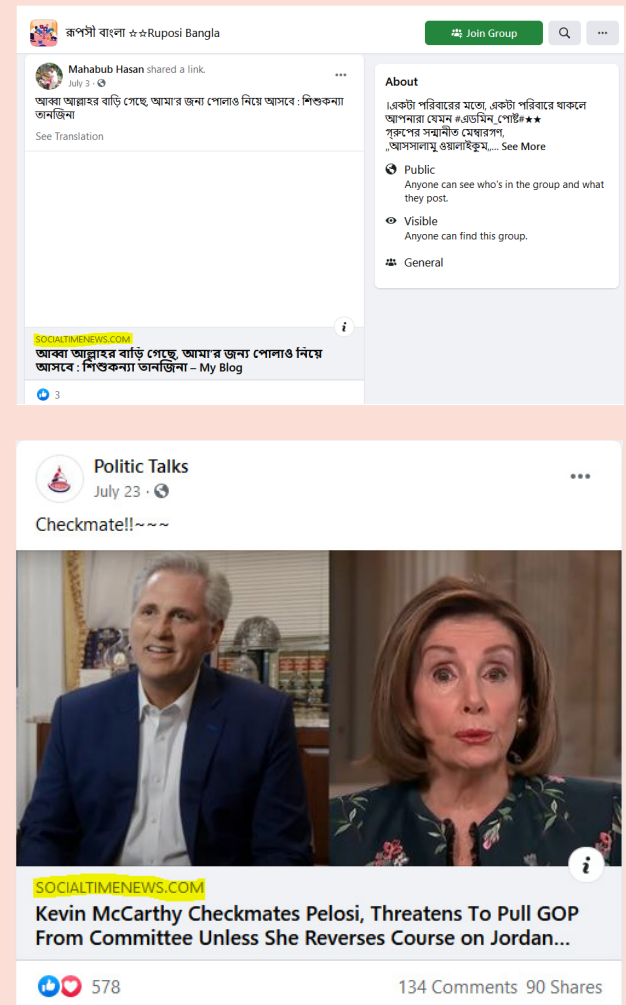 রূপসী বাংলা ☆☆Ruposi Bangla
Join Group
Mahabub Hasan shared a link.
July 3 ·
আব্বা আল্লাহর বাড়ি গেছে, আমা'র জন্য পোলাও নিয়ে আসবে : শিশুকন্যা
তানজিনা
See Translation
SOCIALTIMENEWS.COM
আব্বা আল্লাহর বাড়ি গেছে, আমা'র জন্য পোলাও নিয়ে
আসবে : শিশুকন্যা তানজিনা – My Blog
3
About
।একটা পরিবারের মতো, একটা পরিবারে থাকলে
আপনারা যেমন #এডমিন_পোষ্ট#★★
গ্রুপের সন্মানীত মেম্বারগণ,
,,আসসালামু ওয়ালাইকুম,,... See More
Public
Anyone can see who's in the group and what
they post.
Visible
Anyone can find this group.
General
Politic Talks
July 23 ·
Checkmate!!~~~
SOCIALTIMENEWS.COM
Kevin McCarthy Checkmates Pelosi, Threatens To Pull GOP
From Committee Unless She Reverses Course on Jordan...
578
134 Comments 90 Shares